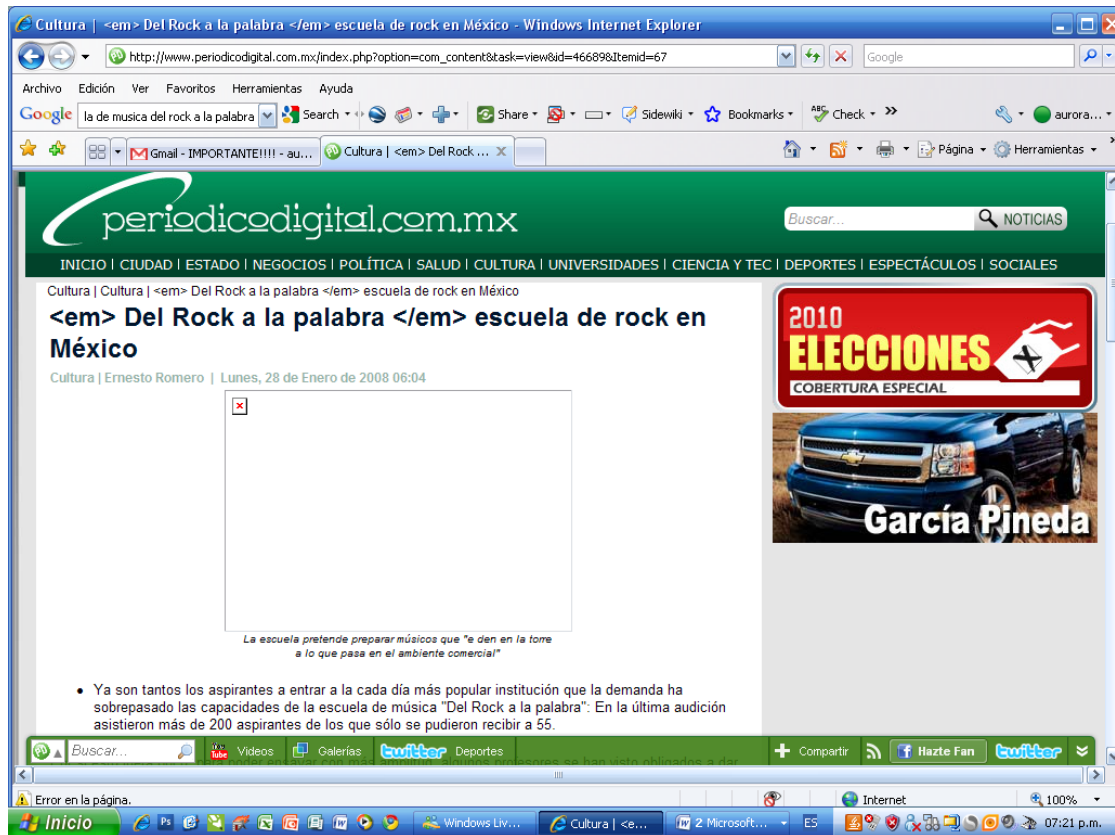 Cultura | <em> Del Rock a la palabra </em> escuela de rock en México - Windows Internet Explorer
http://www.periodicodigital.com.mx/index.php?option=com_content&task=view&id=46689&Itemid=67
Google
Archivo Edición Ver Favoritos Herramientas Ayuda
Google la de musica del rock a la palabra Search Share Sidewiki Bookmarks Check aurora...
Gmail - IMPORTANTE!!!! - au... Cultura | <em> Del Rock ... Página Herramientas
periodicodigital.com.mx
Buscar... NOTICIAS
INICIO | CIUDAD | ESTADO | NEGOCIOS | POLÍTICA | SALUD | CULTURA | UNIVERSIDADES | CIENCIA Y TEC | DEPORTES | ESPECTÁCULOS | SOCIALES
Cultura | Cultura | <em> Del Rock a la palabra </em> escuela de rock en México
<em> Del Rock a la palabra </em> escuela de rock en
México
Cultura | Ernesto Romero | Lunes, 28 de Enero de 2008 06:04
La escuela pretende preparar músicos que "e den en la torre
a lo que pasa en el ambiente comercial"
• Ya son tantos los aspirantes a entrar a la cada día más popular institución que la demanda ha
sobrepasado las capacidades de la escuela de música "Del Rock a la palabra": En la última audición
asistieron más de 200 aspirantes de los que sólo se pudieron recibir a 55.
2010
ELECCIONES
COBERTURA ESPECIAL
García Pineda
Buscar... You Tube Videos Galerías twitter Deportes Compartir Hazte Fan twitter
Error en la página. Internet 100%
Inicio Windows Liv... Cultura | <e... 2 Microsoft... ES 07:21 p.m.